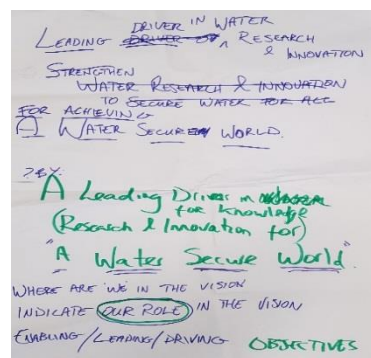 DRIVER IN WATER
LEADING DRIVER OF ^ RESEARCH
& INNOVATION
STRENGTHEN
WATER RESEARCH & INNOVATION
TO SECURE WATER FOR ALL
FOR ACHIEVING
A WATER SECURE WORLD.
A Leading Driver in
for knowledge
(Research & Innovation for)
"A Water Secure World"
WHERE ARE WE IN THE VISION
INDICATE OUR ROLE IN THE VISION
ENABLING/LEADING/DRIVING OBJECTIVES